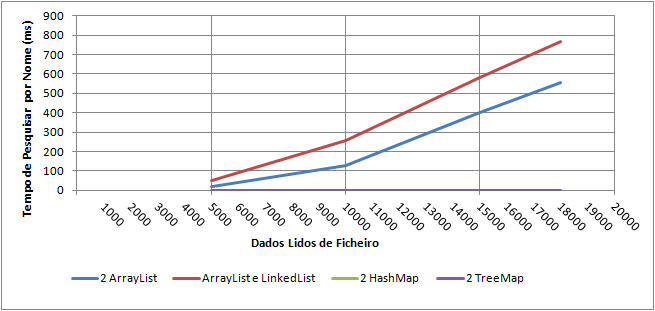 900
800
700
600
500
400
300
200
100
0
Tempo de Pesquisar por Nome (ms)
1000 2000 3000 4000 5000 6000 7000 8000 9000 10000 11000 12000 13000 14000 15000 16000 17000 18000 19000 20000
Dados Lidos de Ficheiro
2 ArrayList ArrayList e LinkedList 2 HashMap 2 TreeMap